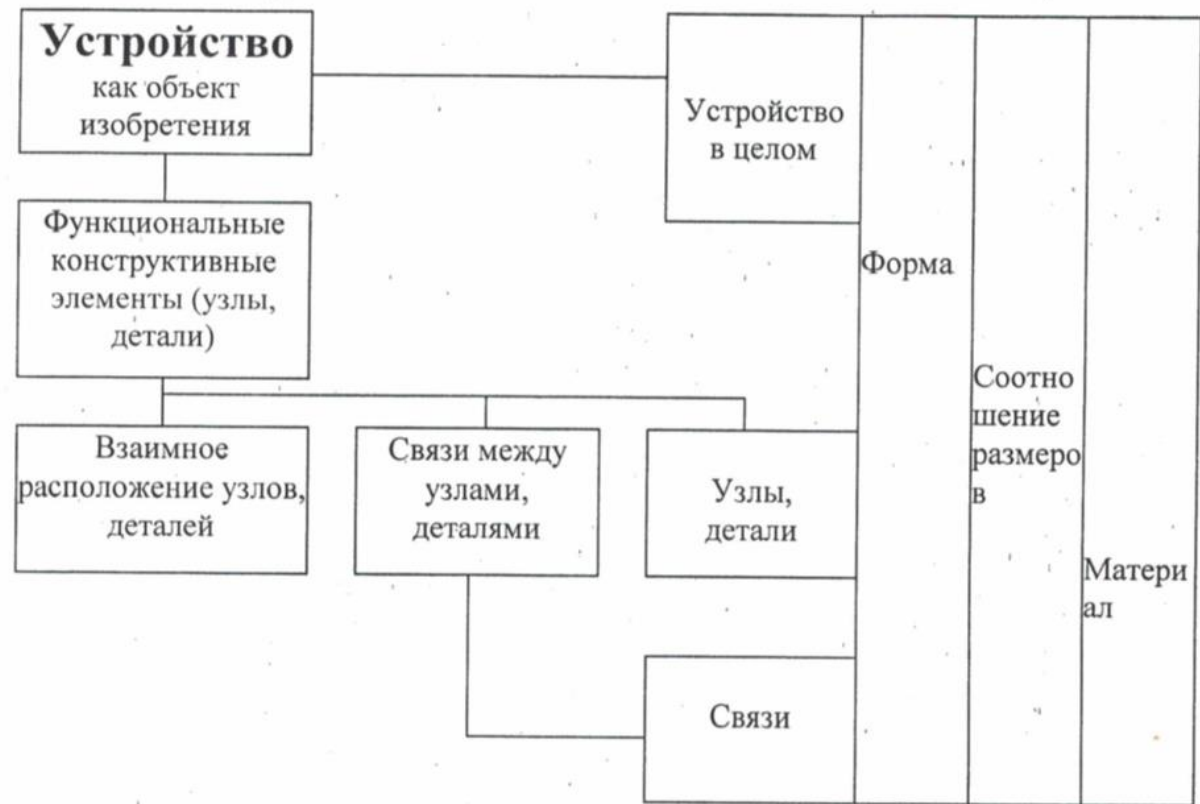 Устройство
как объект
изобретения
Устройство
в целом
Функциональные
конструктивные
элементы (узлы,
детали)
Форма
Соотно
шение
размеро
в
Взаимное
расположение узлов,
деталей
Связи между
узлами,
деталями
Узлы,
детали
Матери
ал
Связи